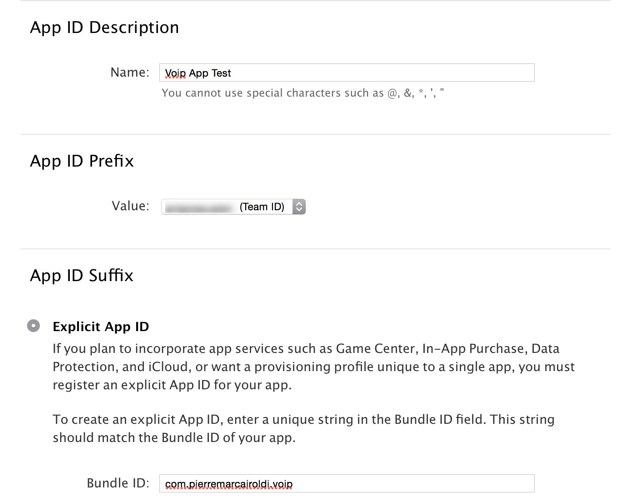 App ID Description
Name: Voip App Test
You cannot use special characters such as @, &, *, ', "
App ID Prefix
Value: (Team ID)
App ID Suffix
Explicit App ID
If you plan to incorporate app services such as Game Center, In-App Purchase, Data
Protection, and iCloud, or want a provisioning profile unique to a single app, you must
register an explicit App ID for your app.
To create an explicit App ID, enter a unique string in the Bundle ID field. This string
should match the Bundle ID of your app.
Bundle ID: com.pierremarcairoldi.voip